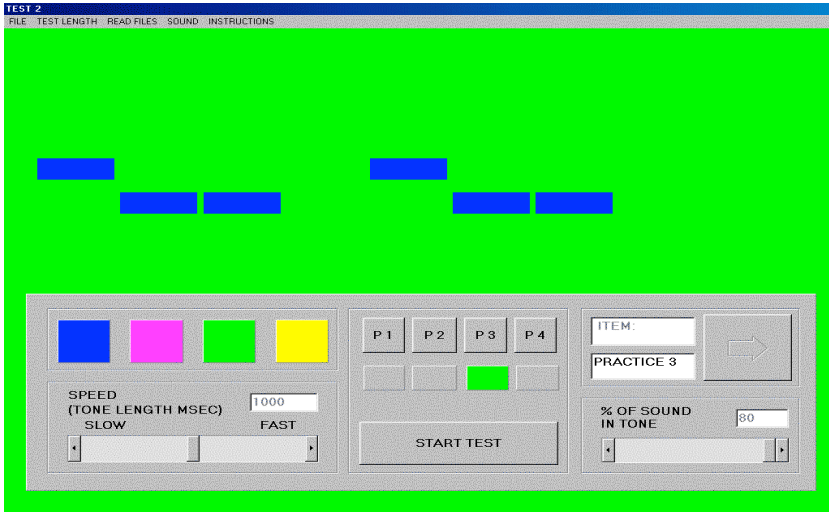 TEST 2
FILE TEST LENGTH READ FILES SOUND INSTRUCTIONS
P 1 P 2 P 3 P 4
ITEM:
PRACTICE 3
SPEED
(TONE LENGTH MSEC) 1000
SLOW FAST
START TEST
% OF SOUND
IN TONE 80